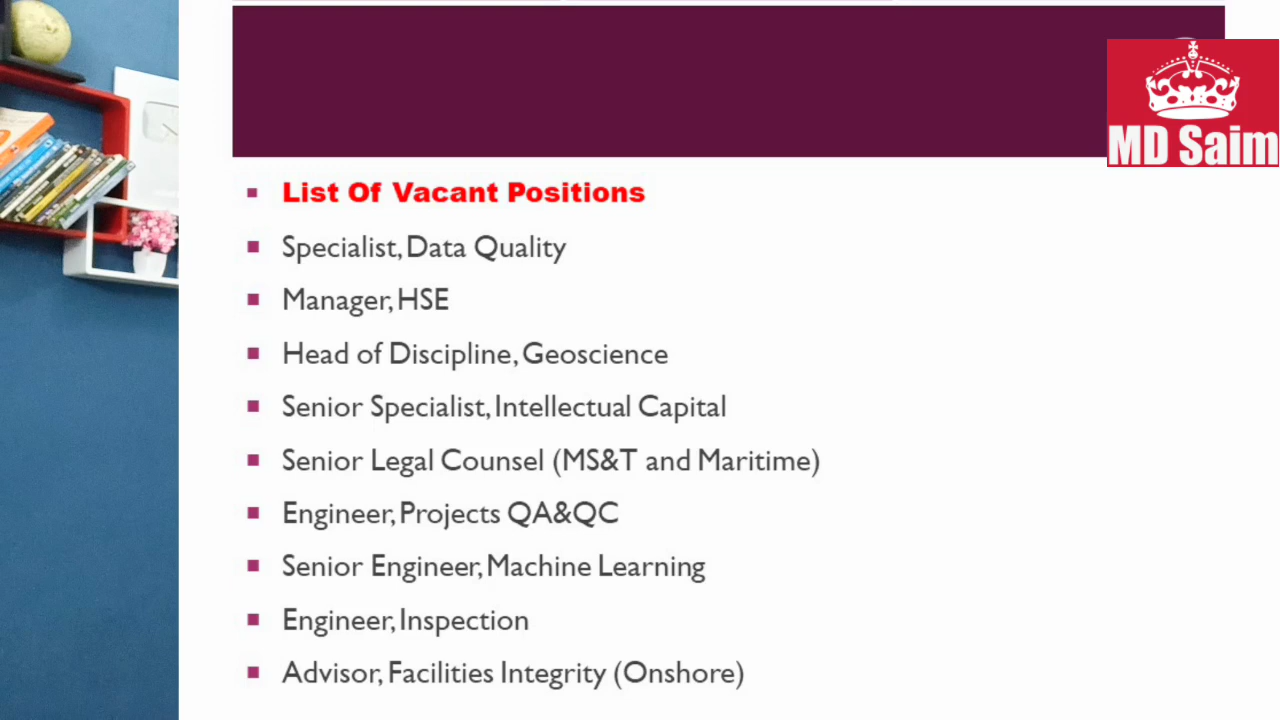 MD Saim
List Of Vacant Positions
Specialist, Data Quality
Manager, HSE
Head of Discipline, Geoscience
Senior Specialist, Intellectual Capital
Senior Legal Counsel (MS&T and Maritime)
Engineer, Projects QA&QC
Senior Engineer, Machine Learning
Engineer, Inspection
Advisor, Facilities Integrity (Onshore)